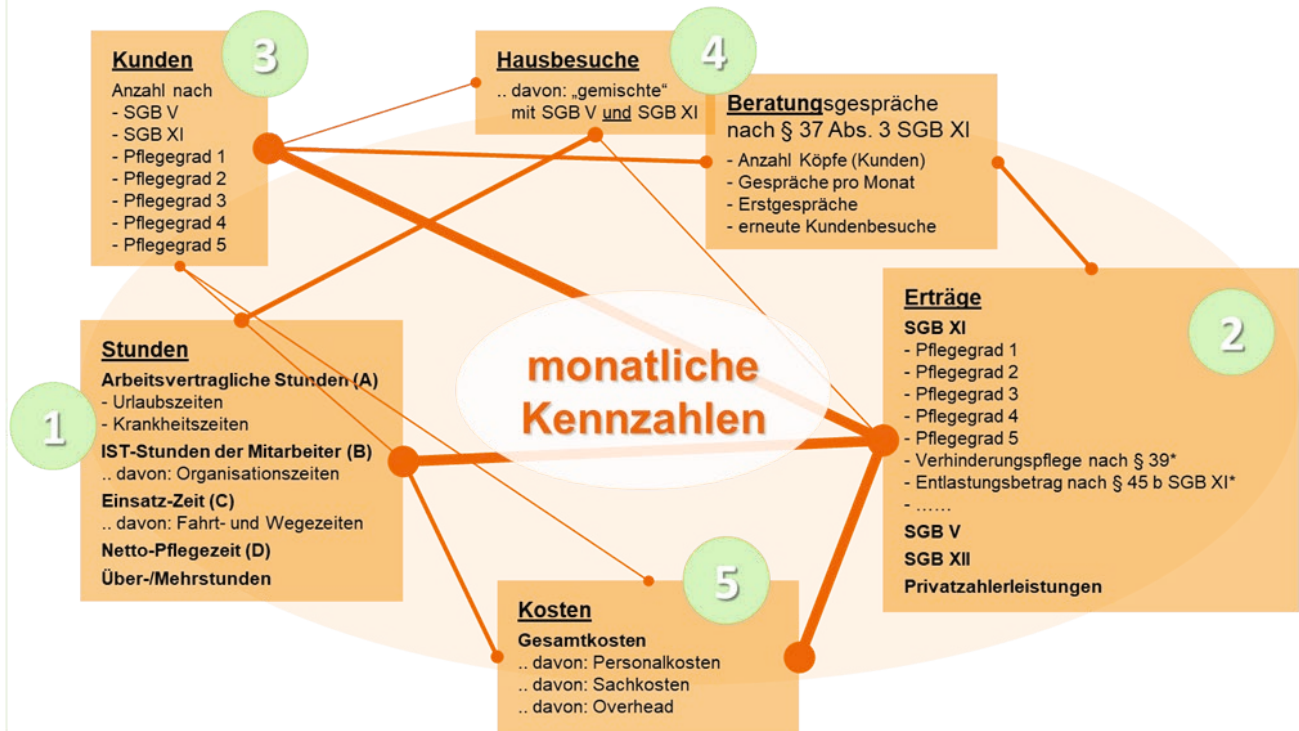 3
Kunden
Anzahl nach
- SGB V
- SGB XI
- Pflegegrad 1
- Pflegegrad 2
- Pflegegrad 3
- Pflegegrad 4
- Pflegegrad 5
4
Hausbesuche
.. davon: „gemischte“
mit SGB V und SGB XI
Beratungsgespräche
nach § 37 Abs. 3 SGB XI
- Anzahl Köpfe (Kunden)
- Gespräche pro Monat
- Erstgespräche
- erneute Kundenbesuche
monatliche
Kennzahlen
1
Stunden
Arbeitsvertragliche Stunden (A)
- Urlaubszeiten
- Krankheitszeiten
IST-Stunden der Mitarbeiter (B)
.. davon: Organisationszeiten
Einsatz-Zeit (C)
.. davon: Fahrt- und Wegezeiten
Netto-Pflegezeit (D)
Über-/Mehrstunden
2
Erträge
SGB XI
- Pflegegrad 1
- Pflegegrad 2
- Pflegegrad 3
- Pflegegrad 4
- Pflegegrad 5
- Verhinderungspflege nach § 39*
- Entlastungsbetrag nach § 45 b SGB XI*
- ......
SGB V
SGB XII
Privatzahlerleistungen
5
Kosten
Gesamtkosten
.. davon: Personalkosten
.. davon: Sachkosten
.. davon: Overhead